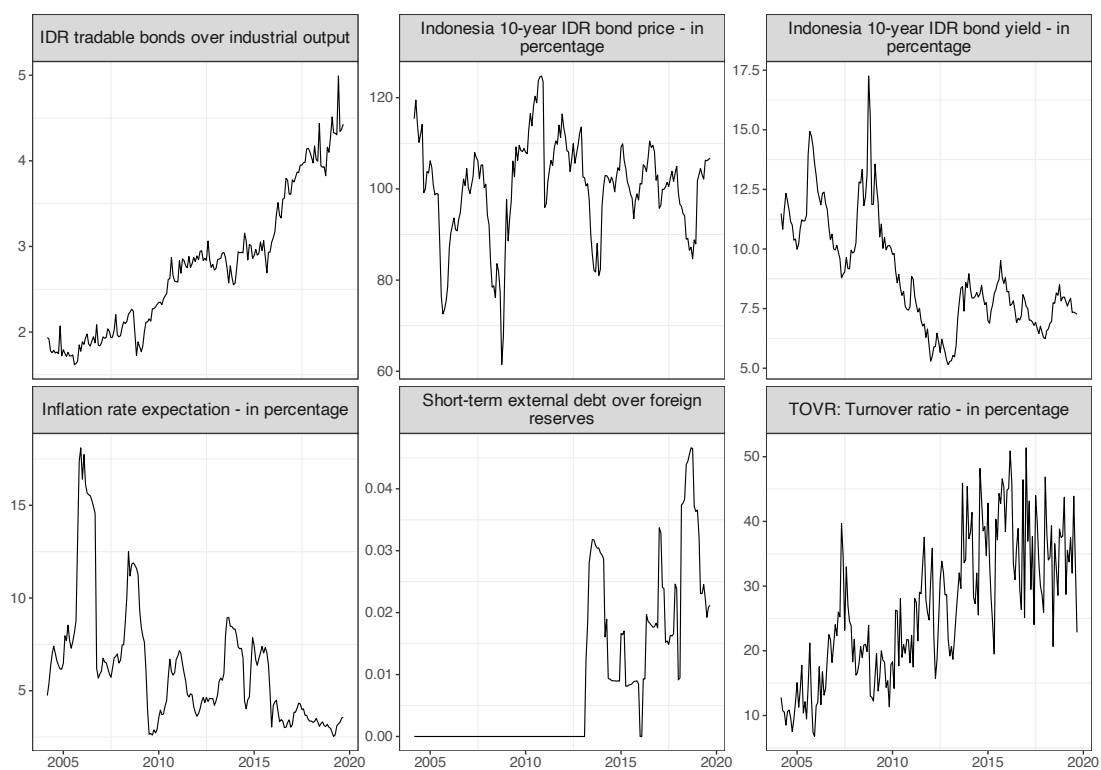 IDR tradable bonds over industrial output
Indonesia 10-year IDR bond price - in
percentage
Indonesia 10-year IDR bond yield - in
percentage
5
4
3
2
120
100
80
60
17.5
15.0
12.5
10.0
7.5
5.0
Inflation rate expectation - in percentage
Short-term external debt over foreign
reserves
TOVR: Turnover ratio - in percentage
15
10
5
0.04
0.03
0.02
0.01
0.00
50
40
30
20
10
2005 2010 2015 2020
2005 2010 2015 2020
2005 2010 2015 2020